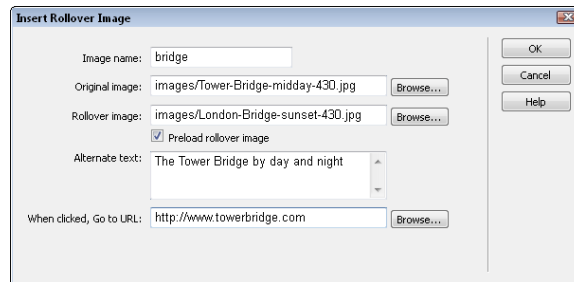 Insert Rollover Image
Image name: bridge
OK
Original image: images/Tower-Bridge-midday-430.jpg Browse...
Cancel
Rollover image: images/London-Bridge-sunset-430.jpg Browse...
Help
Preload rollover image
Alternate text: The Tower Bridge by day and night
When clicked, Go to URL: http://www.towerbridge.com Browse...